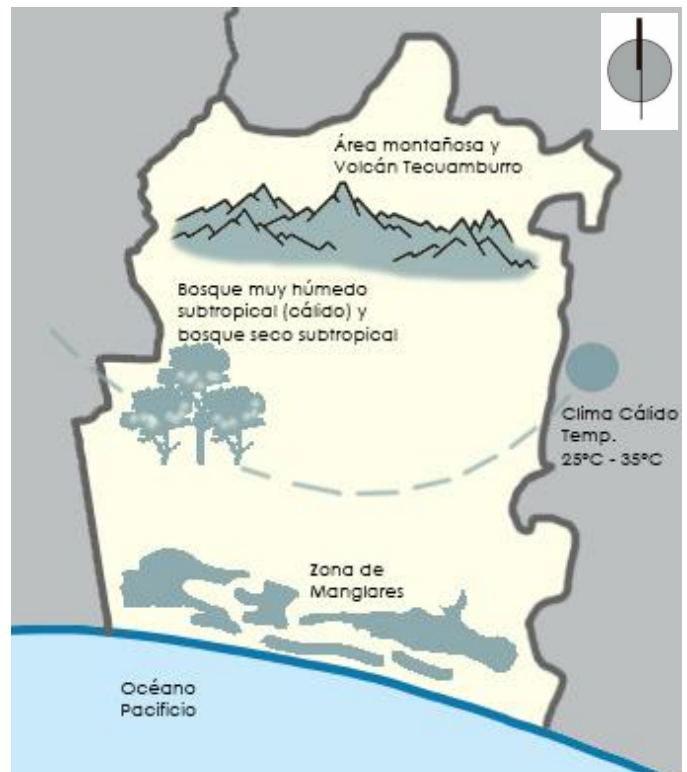 Área montañosa y
Volcán Tecuamburro
Bosque muy húmedo
subtropical (cálido) y
bosque seco subtropical
Clima Cálido
Temp.
25°C - 35°C
Zona de
Manglares
Océano
Pacificio